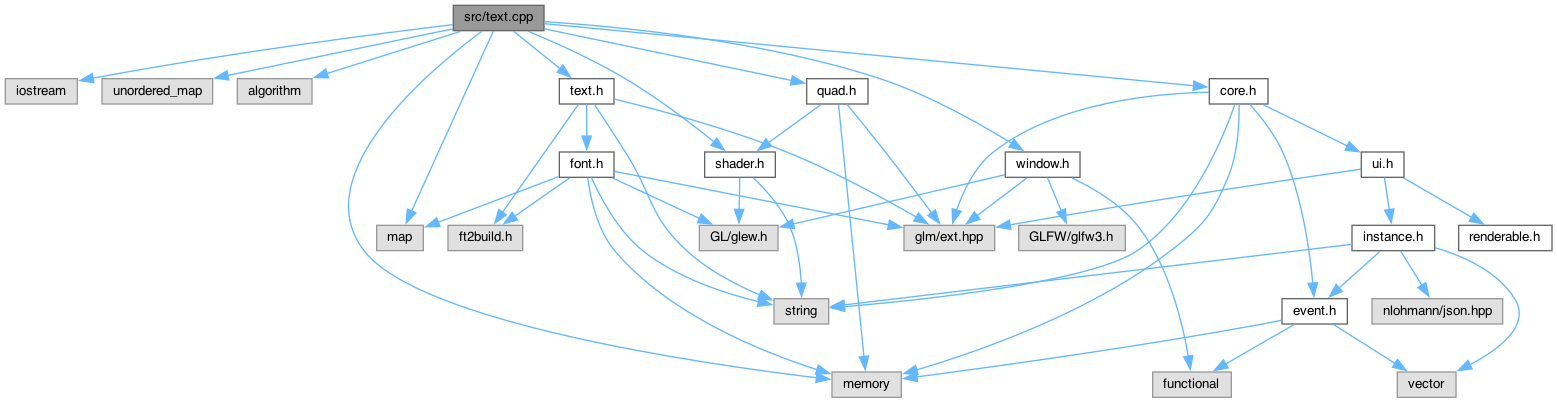 src/text.cpp
iostream
unordered_map
algorithm
text.h
quad.h
core.h
font.h
shader.h
window.h
ui.h
map
ft2build.h
GL/glew.h
glm/ext.hpp
GLFW/glfw3.h
instance.h
renderable.h
string
event.h
nlohmann/json.hpp
memory
functional
vector